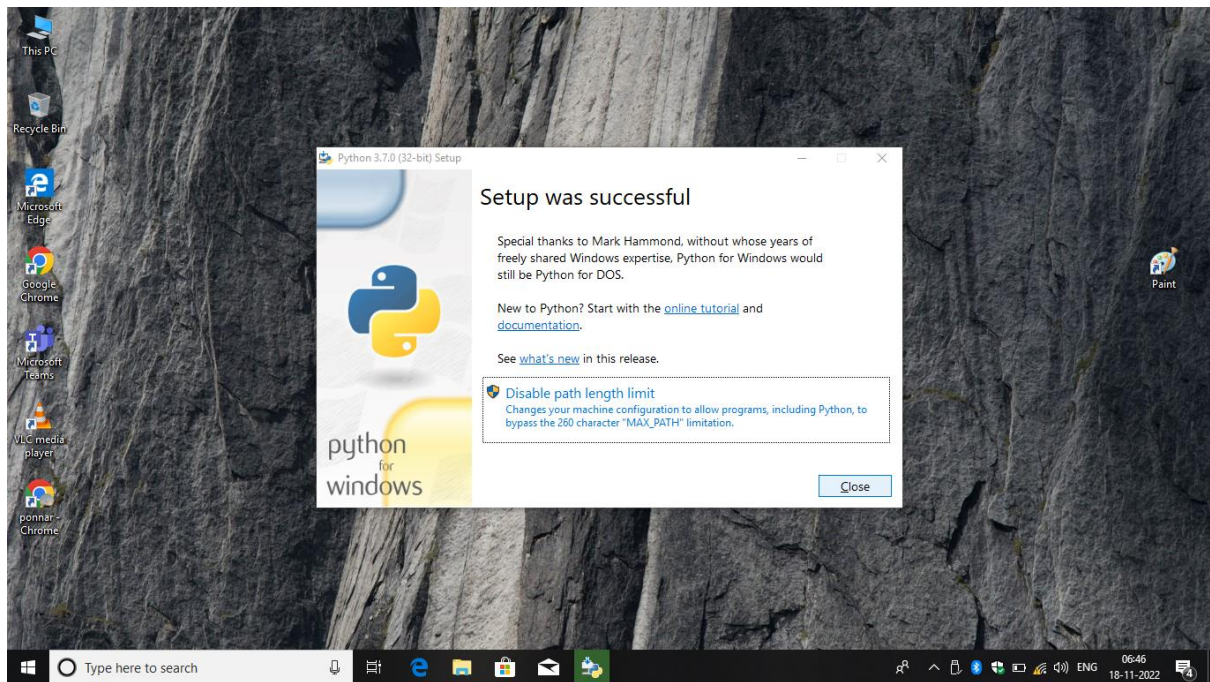 This PC
Recycle Bin
Microsoft
Edge
Google
Chrome
Microsoft
Teams
VLC media
player
ponnar -
Chrome
Python 3.7.0 (32-bit) Setup
Setup was successful
Special thanks to Mark Hammond, without whose years of
freely shared Windows expertise, Python for Windows would
still be Python for DOS.
New to Python? Start with the online tutorial and
documentation.
See what's new in this release.
Disable path length limit
Changes your machine configuration to allow programs, including Python, to
bypass the 260 character "MAX_PATH" limitation.
python
for
windows
Close
Paint
Type here to search
ENG
06:46
18-11-2022
4